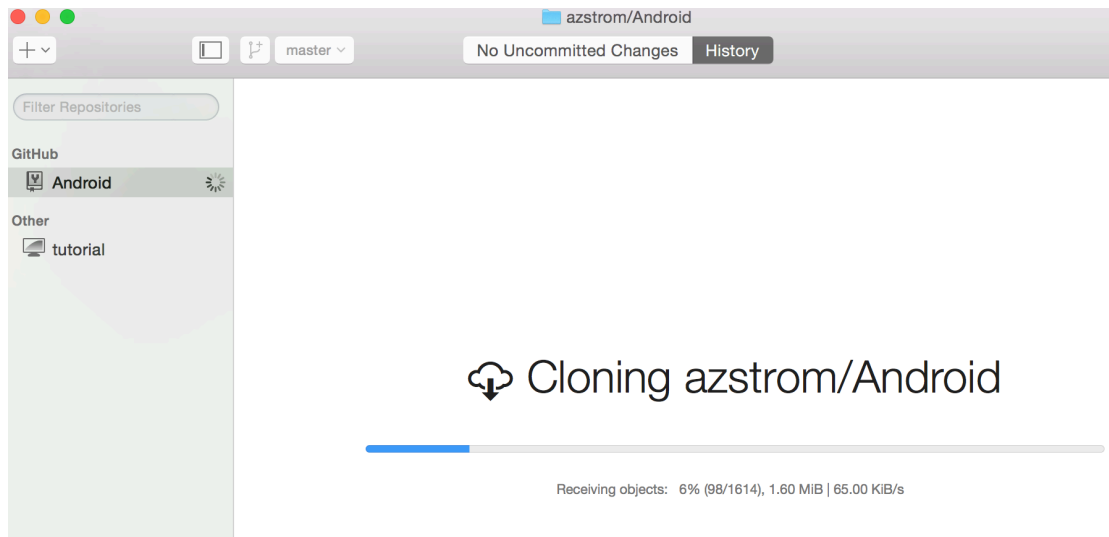 azstrom/Android
master
No Uncommitted Changes
History
Filter Repositories
GitHub
Android
Other
tutorial
Cloning azstrom/Android
Receiving objects: 6% (98/1614), 1.60 MiB | 65.00 KiB/s